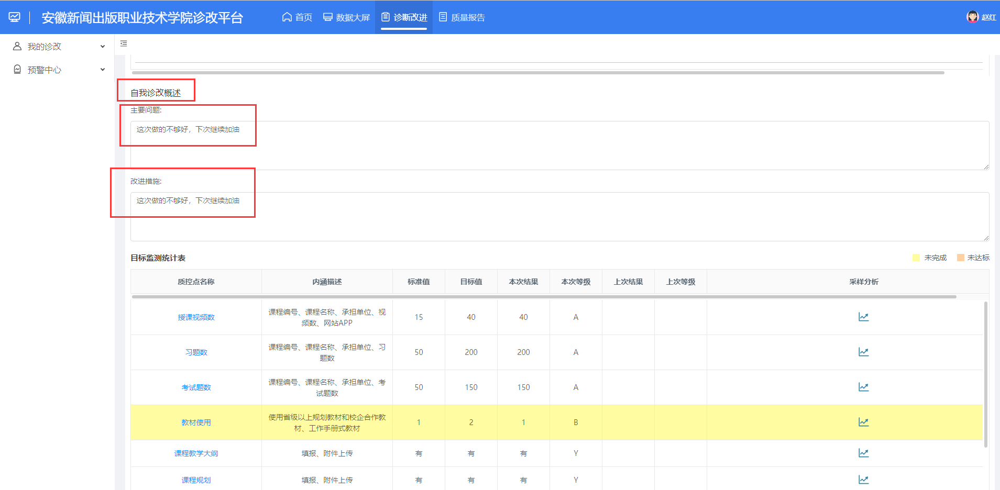 安徽新闻出版职业技术学院诊改平台
首页
数据大屏
诊断改进
质量报告
赵红
我的诊改
预警中心
自我诊改概述
主要问题:
这次做的不够好，下次继续加油
改进措施:
这次做的不够好，下次继续加油
目标监测统计表
未完成
未达标
质控点名称 内涵描述 标准值 目标值 本次结果 本次等级 上次结果 上次等级 采样分析
授课视频数 课程编号、课程名称、承担单位、视 15 40 40 A
频数、网站APP
习题数 课程编号、课程名称、承担单位、习 50 200 200 A
题数
考试题数 课程编号、课程名称、承担单位、考 50 150 150 A
试题数
教材使用 使用省级以上规划教材和校企合作教 1 2 1 B
材、工作手册式教材
课程教学大纲 填报、附件上传 有 有 有 Y
课程规划 填报、附件上传 有 有 有 Y